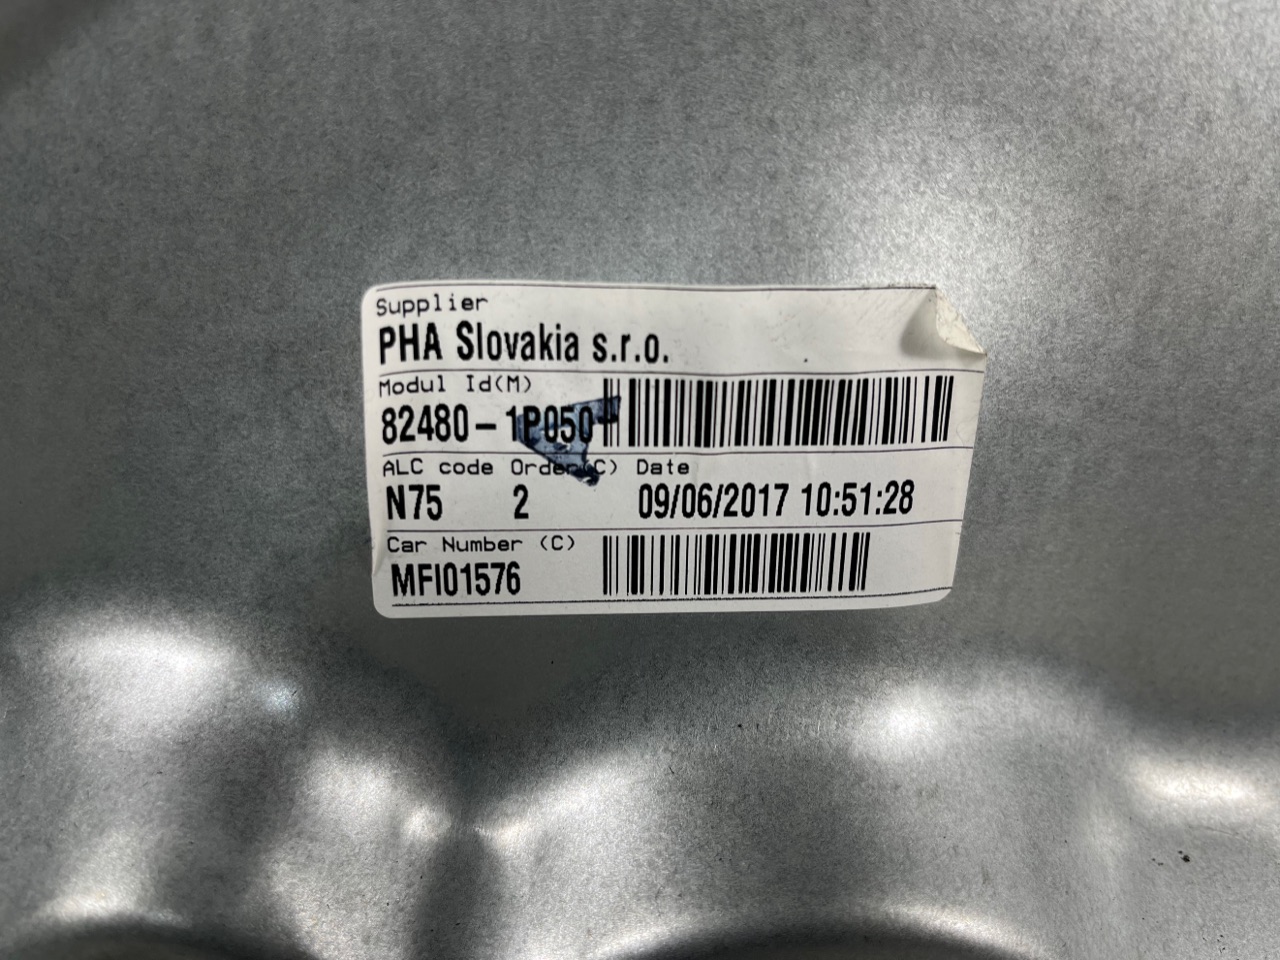 Supplier
PHA Slovakia s.r.o.
Modul Id(M)
82480-1P050
ALC code Order(C) Date
N75 2 09/06/2017 10:51:28
Car Number (C)
MFI01576